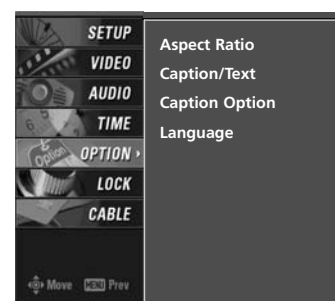 SETUP
VIDEO
AUDIO
TIME
OPTION
LOCK
CABLE
Move MENU Prev
Aspect Ratio
Caption/Text
Caption Option
Language